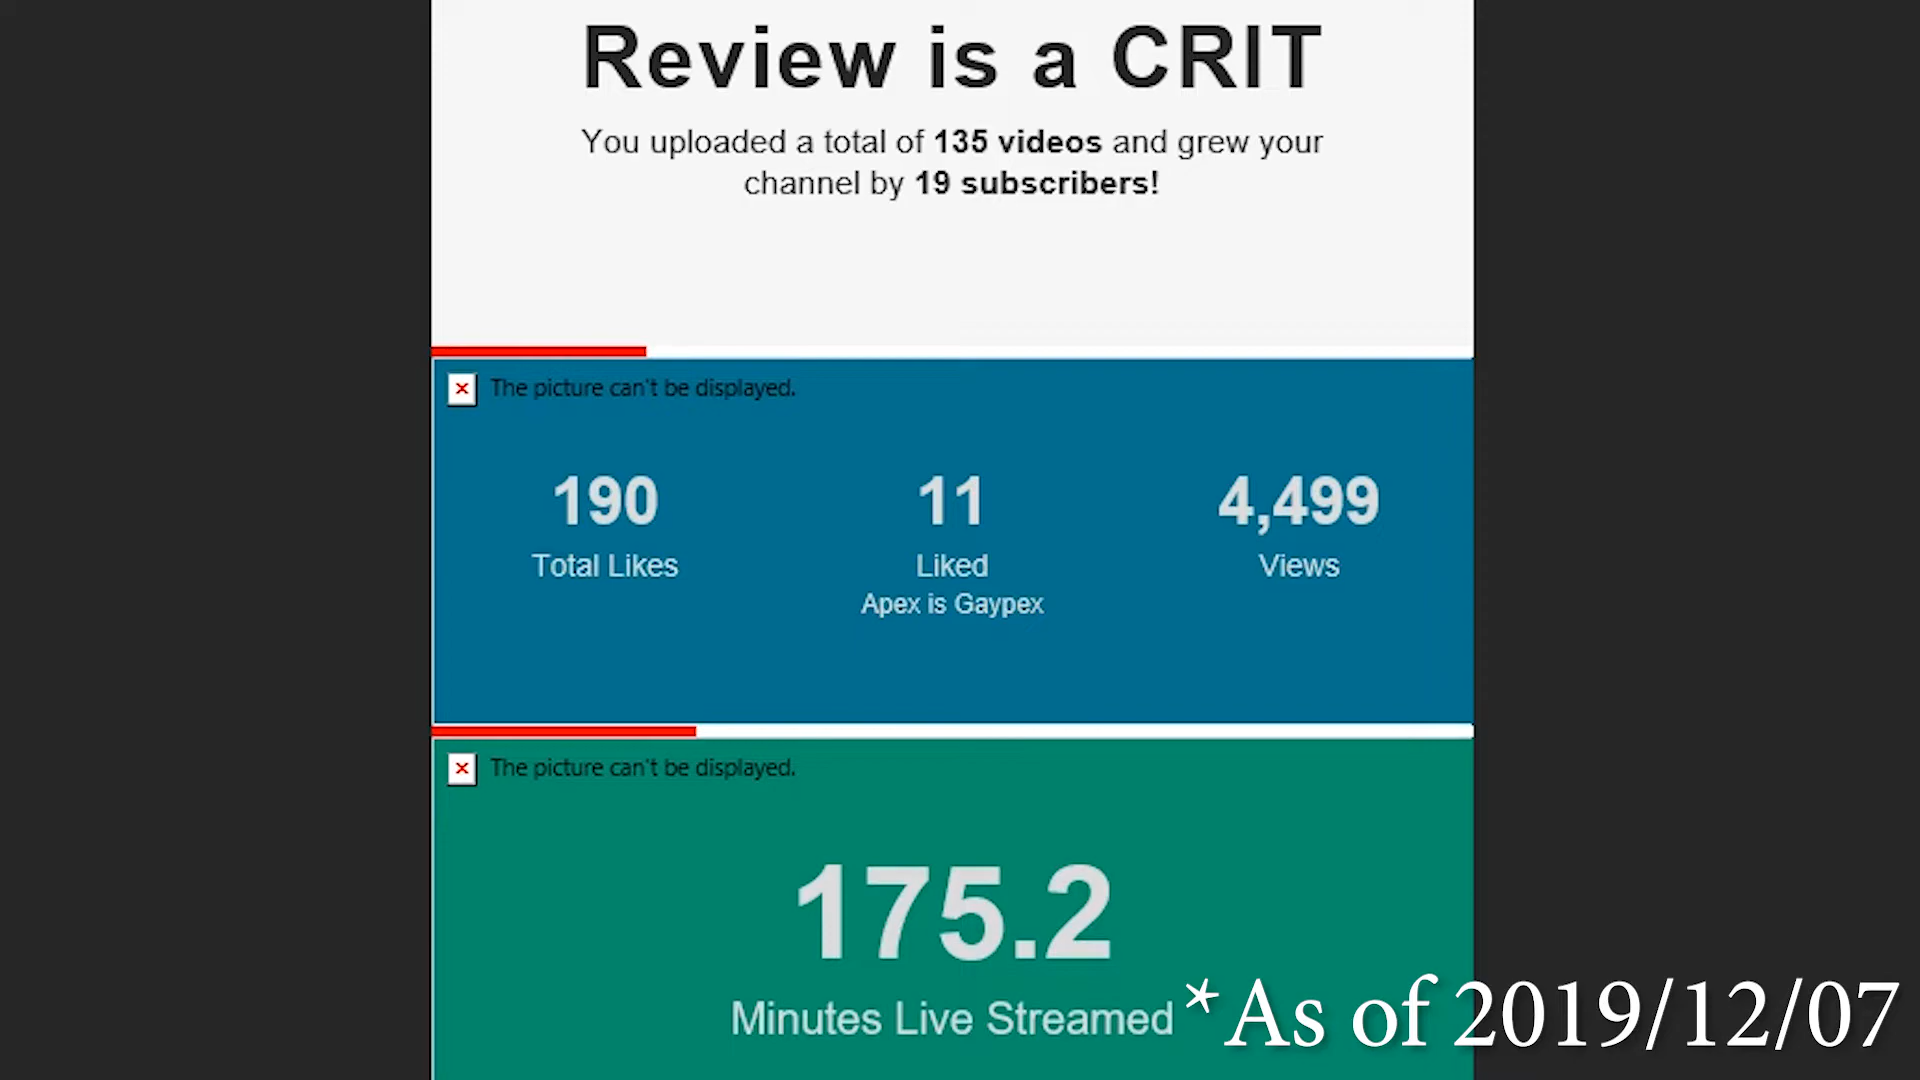 Review is a CRIT
You uploaded a total of 135 videos and grew your
channel by 19 subscribers!
The picture can't be displayed.
190
Total Likes
11
Liked
Apex is Gaypex
4,499
Views
The picture can't be displayed.
175.2
Minutes Live Streamed
*As of 2019/12/07